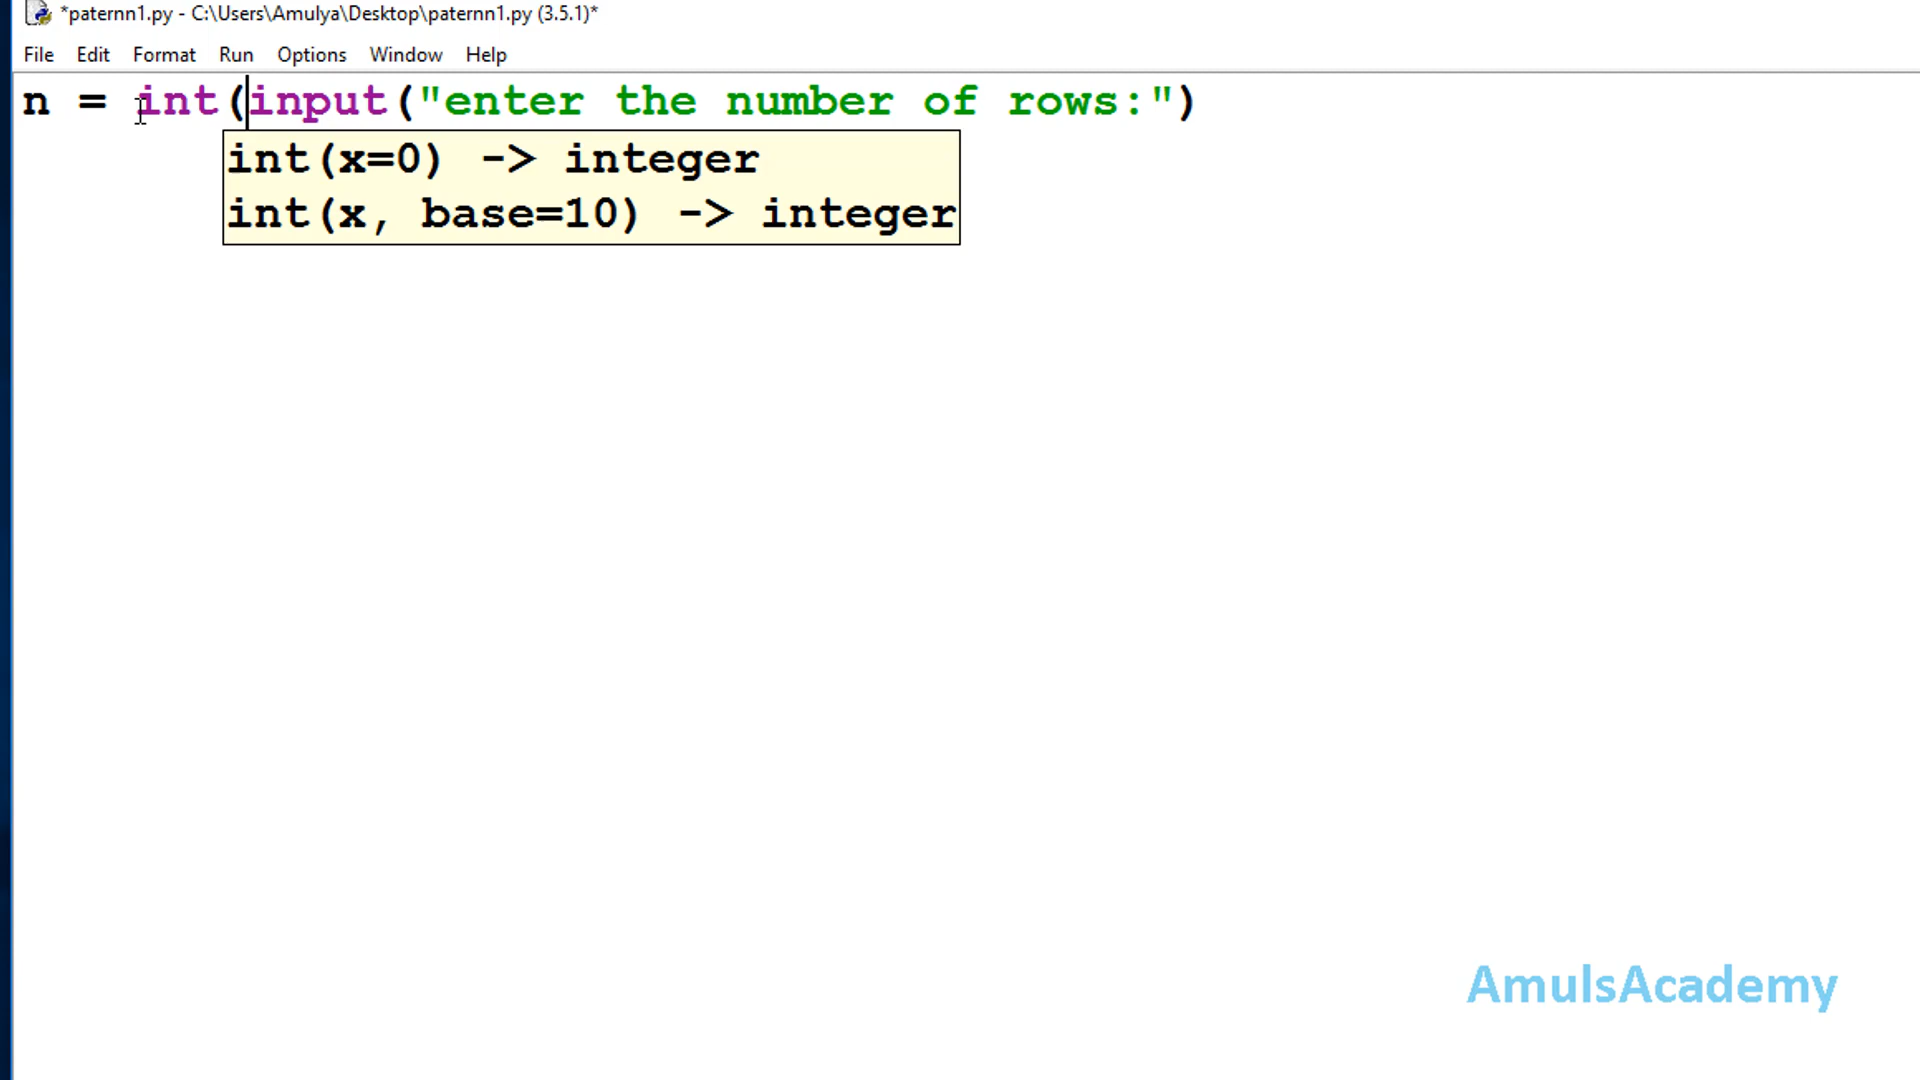 *paternn1.py - C:\Users\Amulya\Desktop\paternn1.py (3.5.1)*
File Edit Format Run Options Window Help
n = int(input("enter the number of rows:")
int(x=0) -> integer
int(x, base=10) -> integer
AmulsAcademy